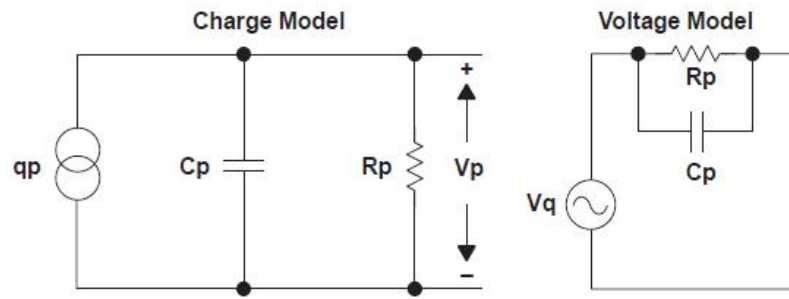 Charge Model
Voltage Model
qp
Cp
Rp
+
Vp
−
Rp
Cp
Vq